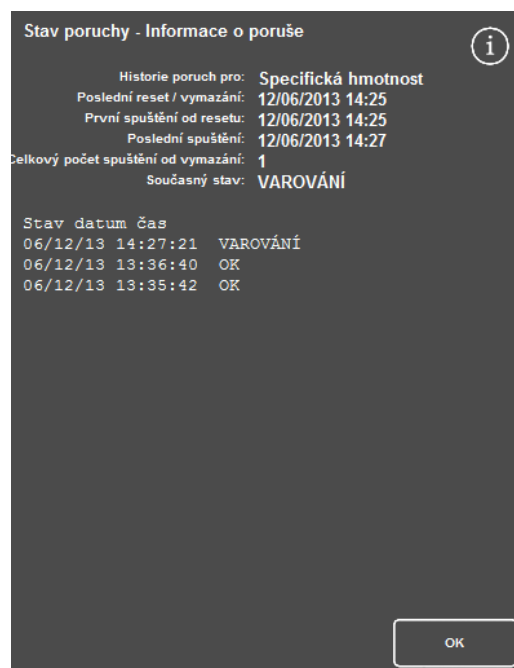 Stav poruchy - Informace o poruše
i
Historie poruch pro: Specifická hmotnost
Poslední reset / vymazání: 12/06/2013 14:25
První spuštění od resetu: 12/06/2013 14:25
Poslední spuštění: 12/06/2013 14:27
Celkový počet spuštění od vymazání: 1
Současný stav: VAROVÁNÍ
Stav datum čas
06/12/13 14:27:21 VAROVÁNÍ
06/12/13 13:36:40 OK
06/12/13 13:35:42 OK
OK